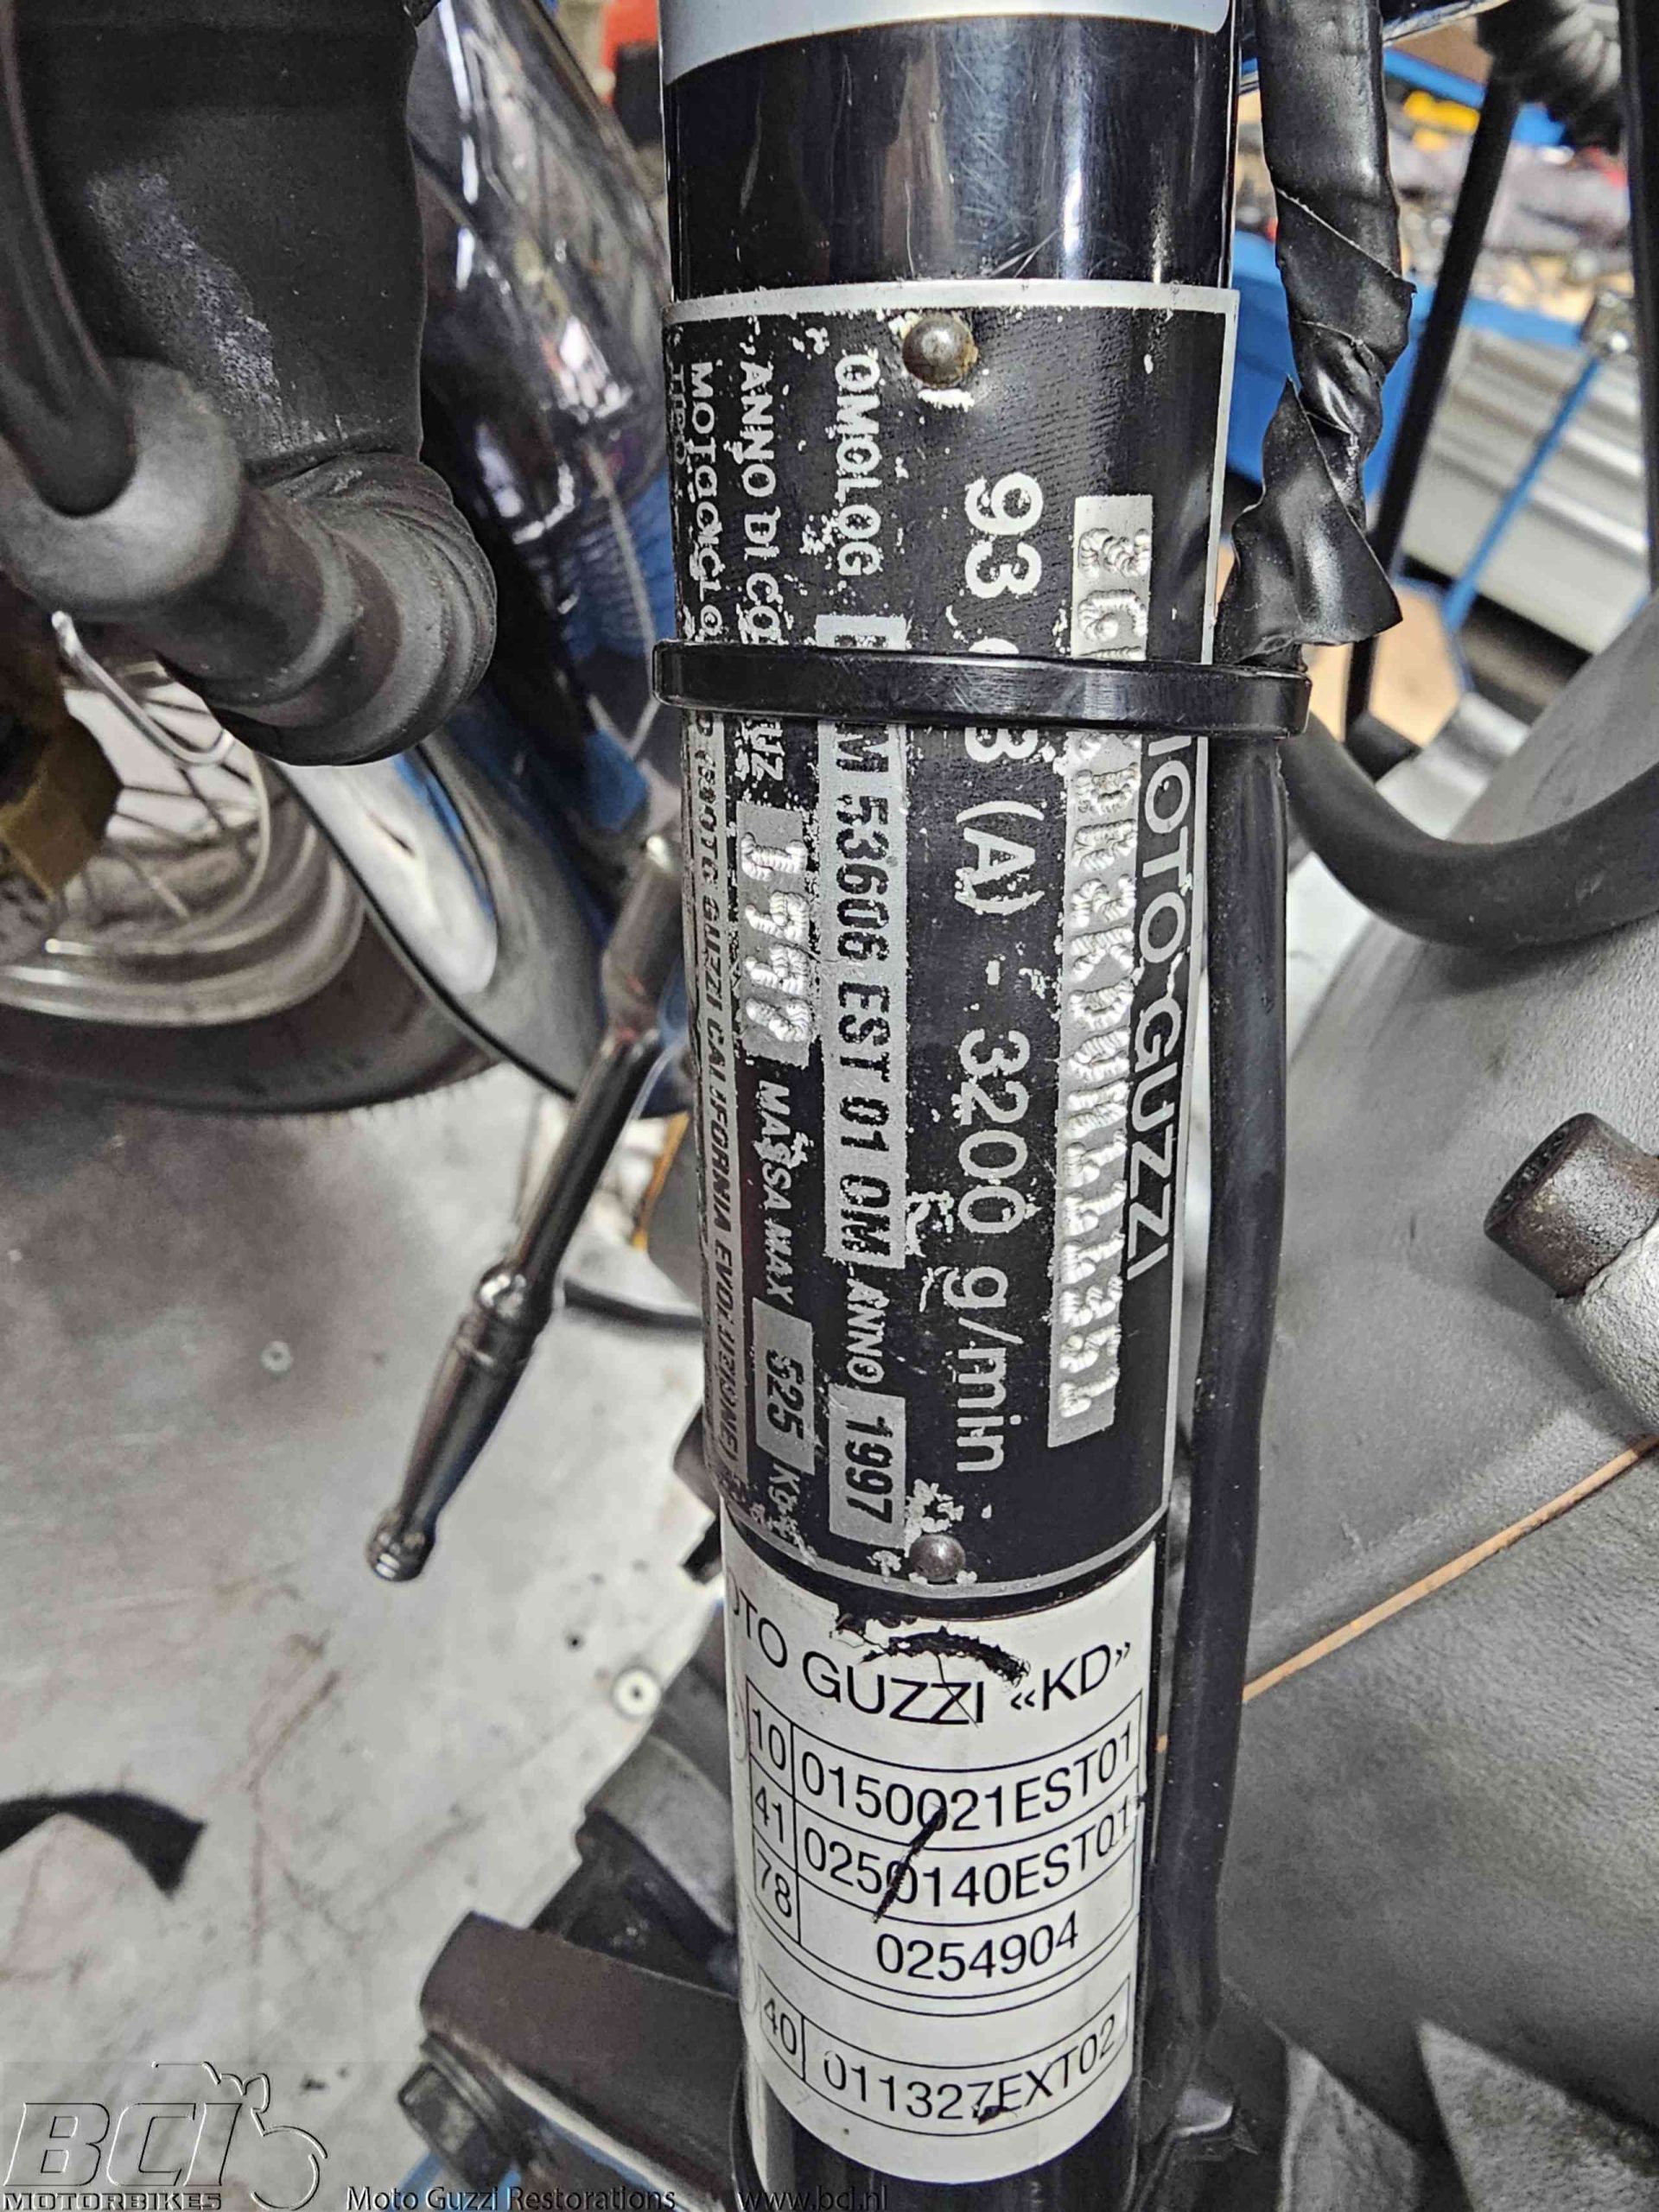 MOTO GUZZI
93 (A) - 3200 g/min
OMOLOG. M 53606 EST 01 OM ANNO 1997
ANNO DI 1998 MASSA MAX 525 Kg
MOTOCICLO (MOTO GUZZI CALIFORNIA EVOLUZIONE)
OTO GUZZI «KD»
10 0150021EST01
41 0250140EST01
78 0254904
40 011327EXT02
BCI
MOTORBIKES
Moto Guzzi Restorations www.bci.nl